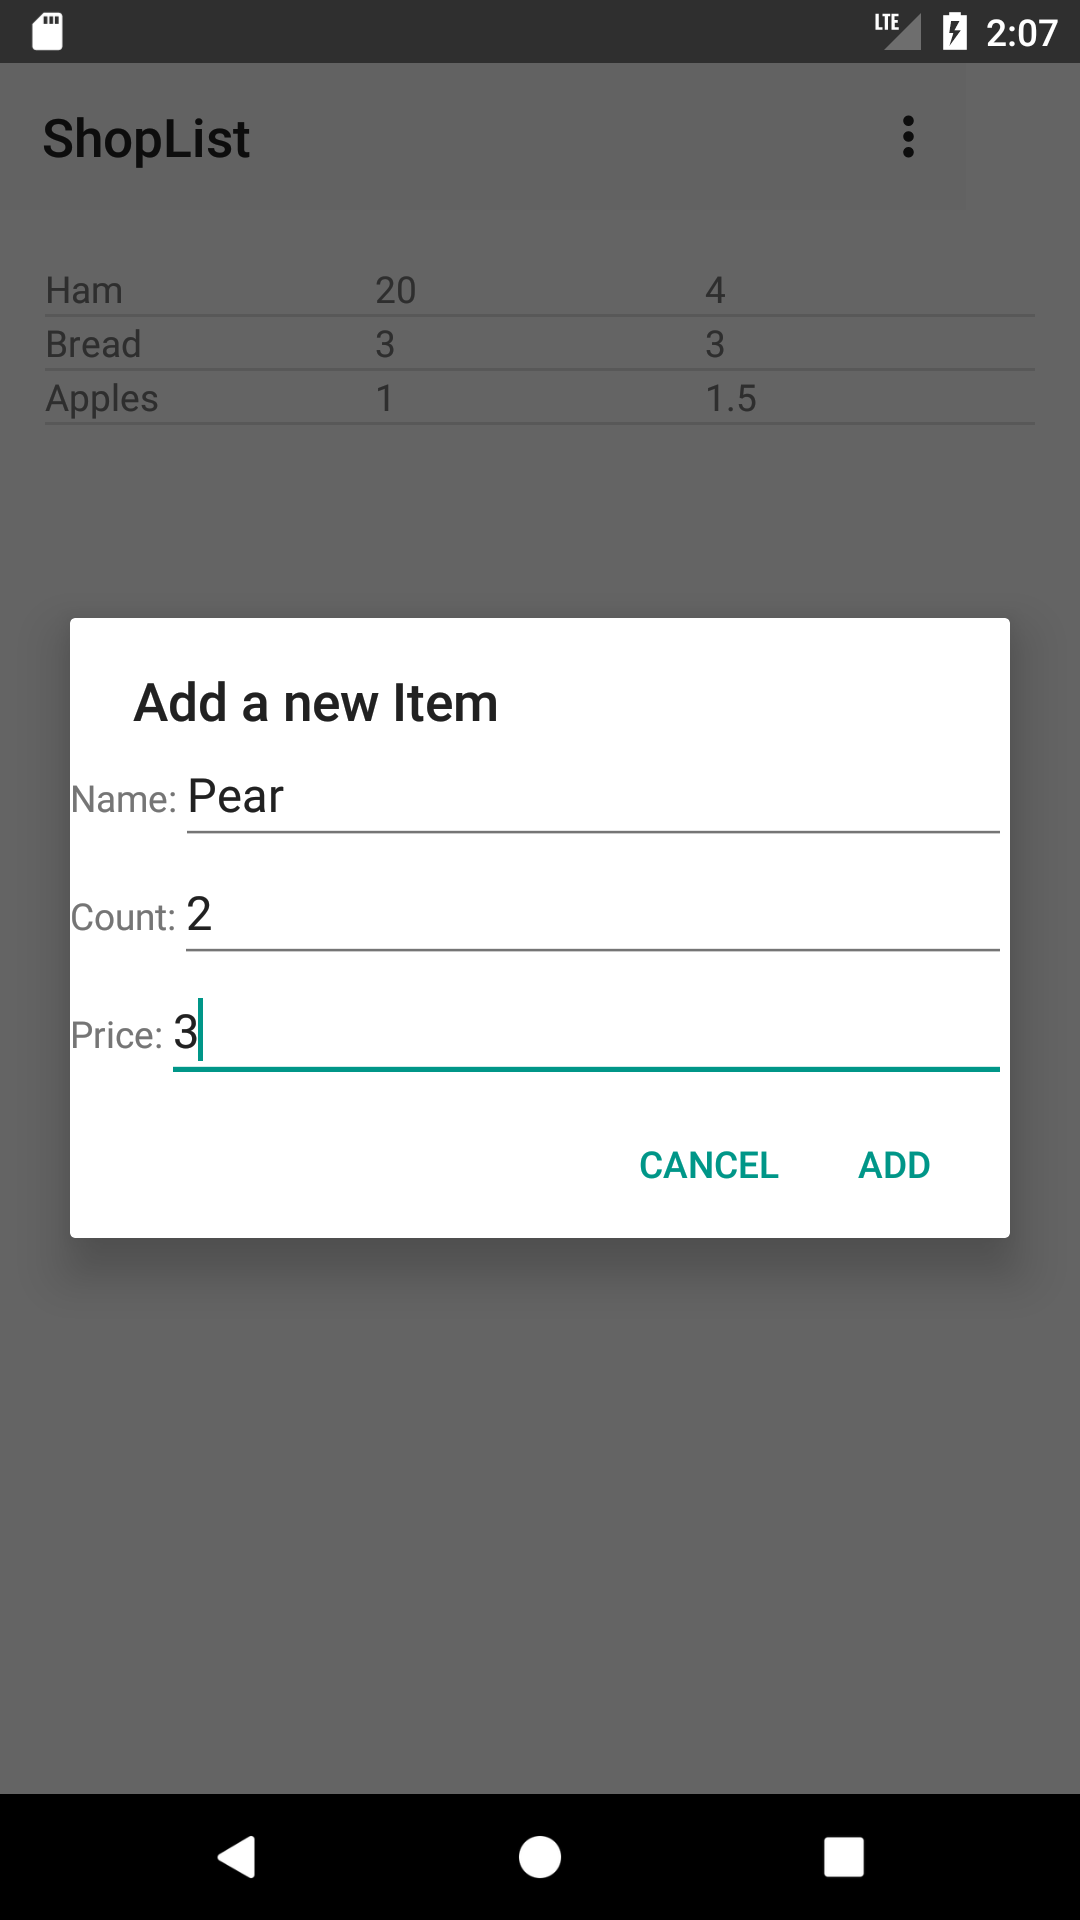 LTE 2:07
ShopList
Ham 20 4
Bread 3 3
Apples 1 1.5
Add a new Item
Name: Pear
Count: 2
Price: 3
CANCEL ADD